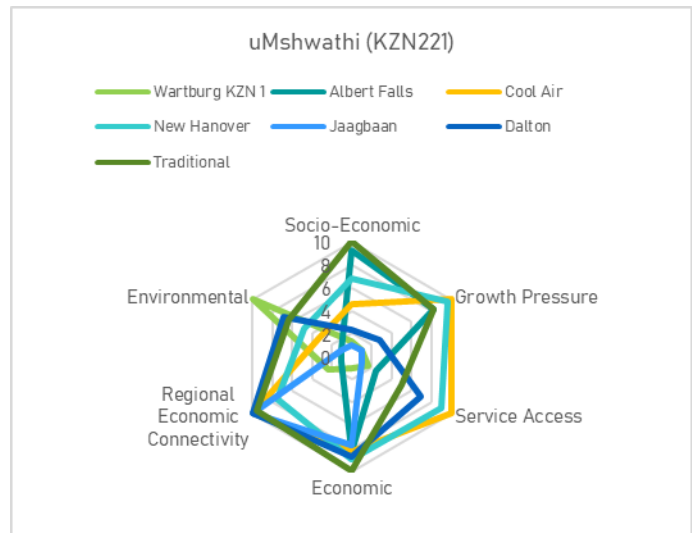 uMshwathi (KZN221)
Wartburg KZN 1
Albert Falls
Cool Air
New Hanover
Jaagbaan
Dalton
Traditional
Socio-Economic
10
8
6
4
2
0
Growth Pressure
Service Access
Economic
Regional
Economic
Connectivity
Environmental